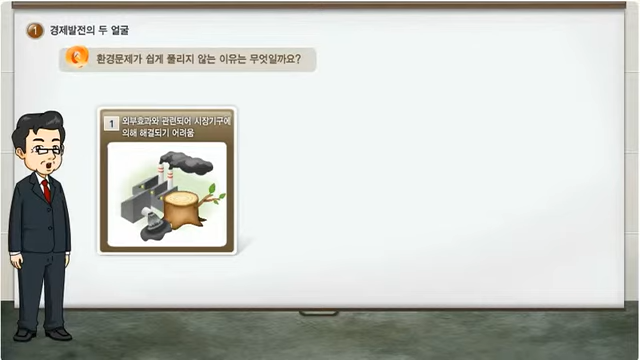 1 경제발전의 두 얼굴
환경문제가 쉽게 풀리지 않는 이유는 무엇일까요?
1 외부효과와 관련되어 시장기구에
의해 해결되기 어려움